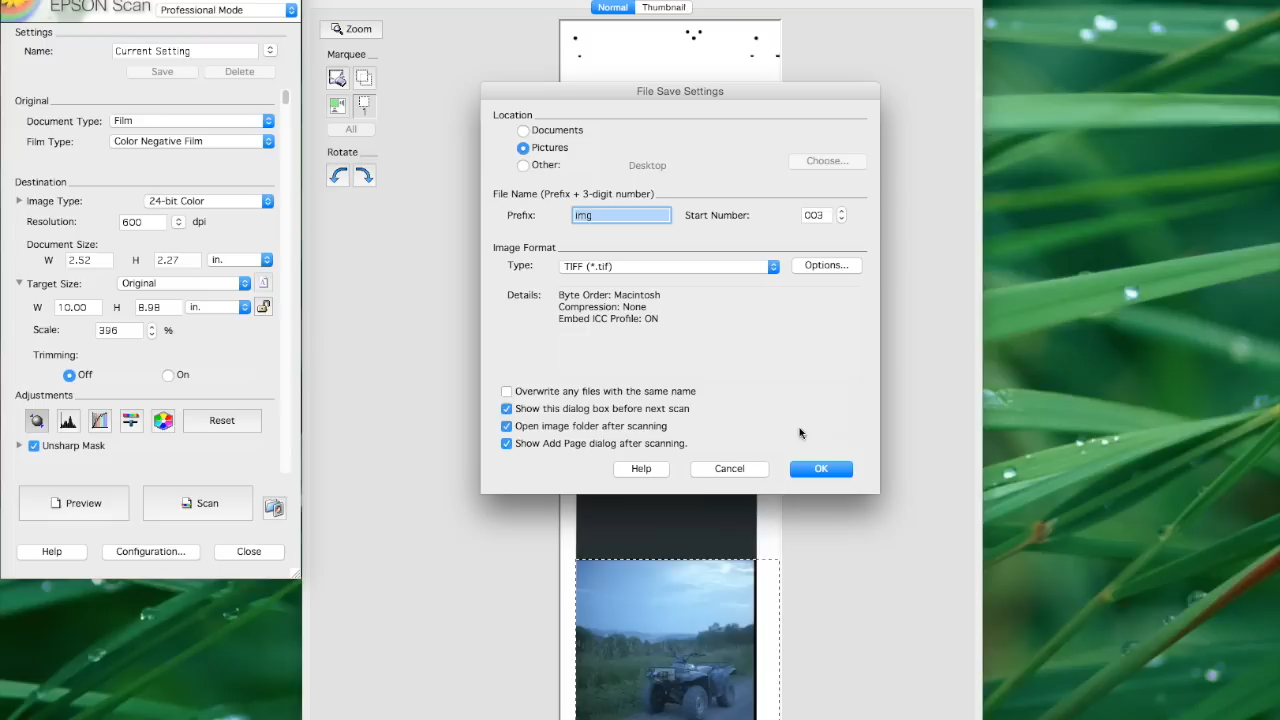 EPSON Scan
Professional Mode
Settings
Name: Current Setting
Save Delete
Original
Document Type: Film
Film Type: Color Negative Film
Destination
Image Type: 24-bit Color
Resolution: 600 dpi
Document Size:
W 2.52 H 2.27 in.
Target Size: Original
W 10.00 H 8.98 in.
Scale: 396 %
Trimming:
Off On
Adjustments
Reset
Unsharp Mask
Preview Scan
Help Configuration... Close
Normal Thumbnail
Zoom
Marquee
1
All
Rotate
File Save Settings
Location
Documents
Pictures
Other: Desktop Choose...
File Name (Prefix + 3-digit number)
Prefix: img Start Number: 003
Image Format
Type: TIFF (*.tif) Options...
Details: Byte Order: Macintosh
Compression: None
Embed ICC Profile: ON
Overwrite any files with the same name
Show this dialog box before next scan
Open image folder after scanning
Show Add Page dialog after scanning.
Help Cancel OK